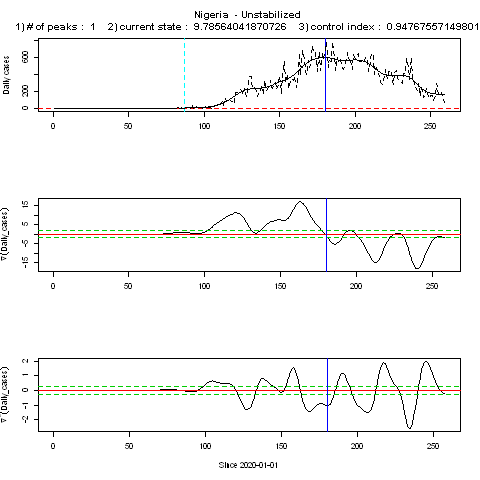 Nigeria - Unstabilized
1) # of peaks : 1 2) current state : 9.78564041870726 3) control index : 0.94767557149801
Daily cases
0 200 600
0 50 100 150 200 250
∇ (Daily_cases)
-15 -5 5 15
0 50 100 150 200 250
(Daily_cases)
-2 -1 0 1 2
0 50 100 150 200 250
Since 2020-01-01